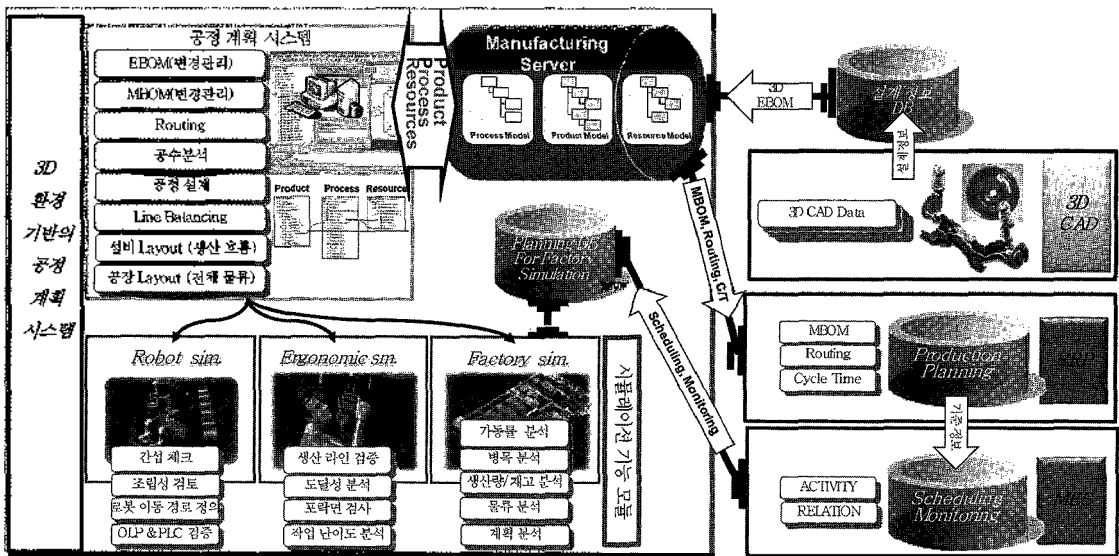 3D
환경
기반의
공정
계획
시스템
공정 계획 시스템
EBOM(변경관리)
MBOM(변경관리)
Routing
공수분석
공정 설계
Line Balancing
설비 Layout (생산 흐름)
공장 Layout (전체 물류)
Product Process Resource
Product
Process
Resources
Manufacturing
Server
Process Model
Product Model
Resource Model
3D
EBOM
설계 정보
DB
설계정보
3D CAD Data
3D
CAD
MBOM, Routing, C/T
Planning DB
For Factory
Simulation
Scheduling, Monitoring
MBOM
Routing
Cycle Time
Production
Planning
ERP
기준 정보
ACTIVITY
RELATION
Scheduling
Monitoring
MES
Robot sim.
간섭 체크
조립성 검토
로봇 이동 경로 정의
OLP & PLC 검증
Ergonomic sim.
생산 라인 검증
도달성 분석
포락면 검사
작업 난이도 분석
Factory sim.
가동률 분석
병목 분석
생산량/재고 분석
물류 분석
계획 분석
시뮬레이션 기능 모듈